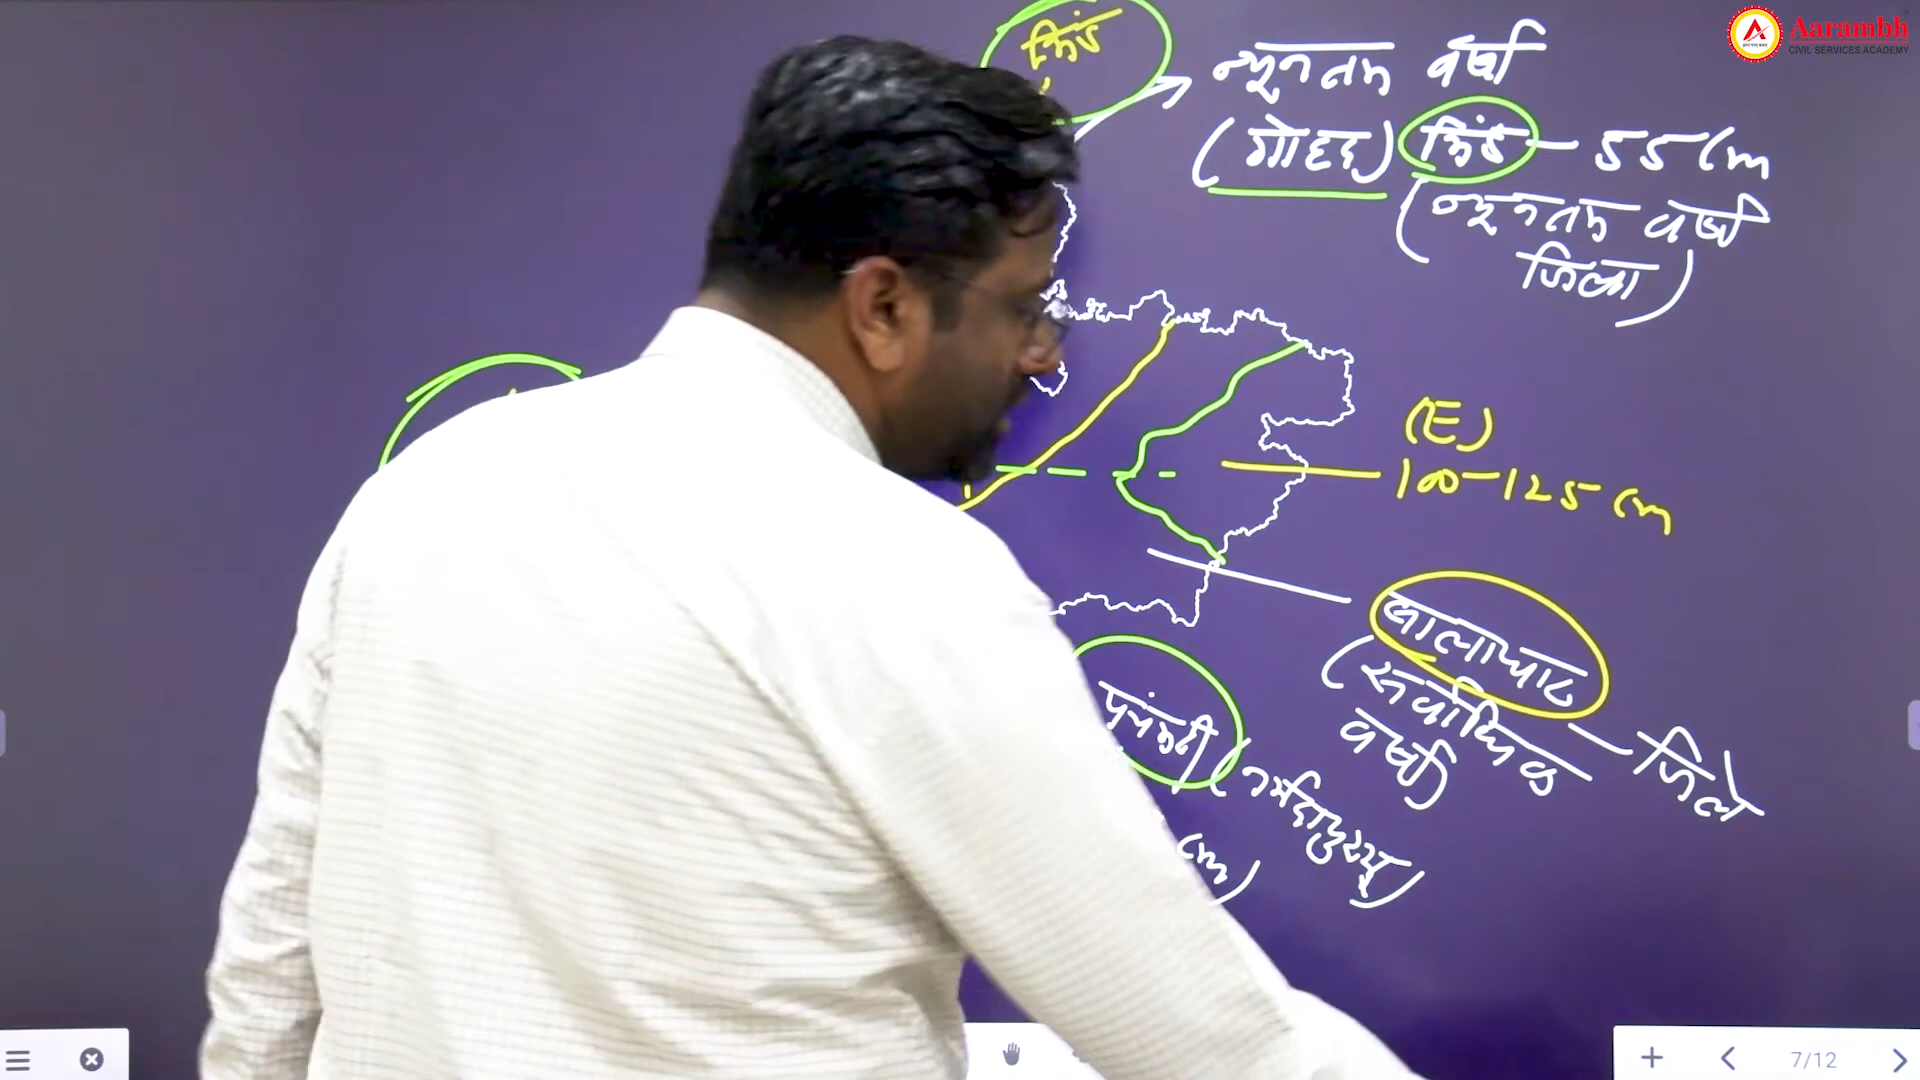 Aarambh
CIVIL SERVICES ACADEMY
भिंड
न्यूनतम वर्षा
(गोहद) भिंड - 55 Cm
(न्यूनतम वर्षा
जिला)
(E)
100-125 Cm
बालाघाट
(सर्वाधिक
वर्षा)
जिले
पचमढ़ी (नर्मदापुरम्)
Cm)
7/12